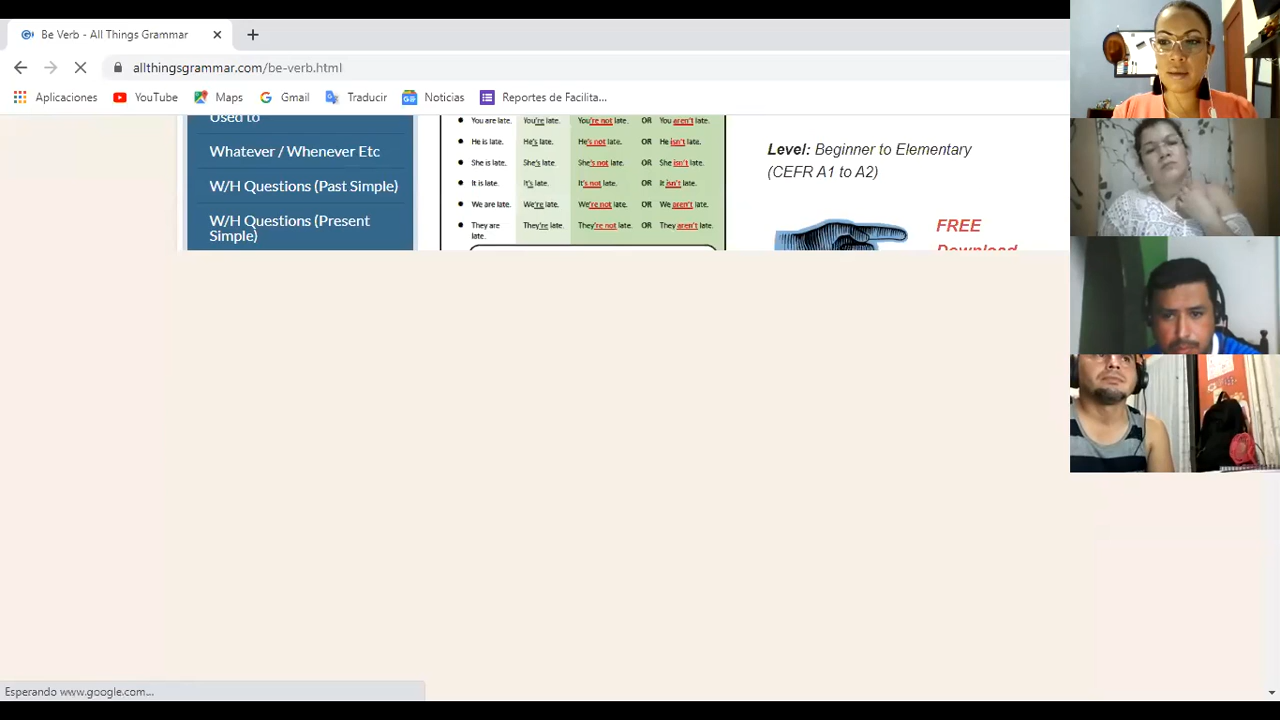 Be Verb - All Things Grammar
allthingsgrammar.com/be-verb.html
Aplicaciones YouTube Maps Gmail Traducir Noticias Reportes de Facilita...
Used to
Whatever / Whenever Etc
W/H Questions (Past Simple)
W/H Questions (Present
Simple)
You are late. You're late. You're not late. OR You aren't late.
He is late. He's late. He's not late. OR He isn't late.
She is late. She's late. She's not late. OR She isn't late.
It is late. It's late. It's not late. OR It isn't late.
We are late. We're late. We're not late. OR We aren't late.
They are
late. They're late. They're not late. OR They aren't late.
Level: Beginner to Elementary
(CEFR A1 to A2)
FREE
Download
Esperando www.google.com...